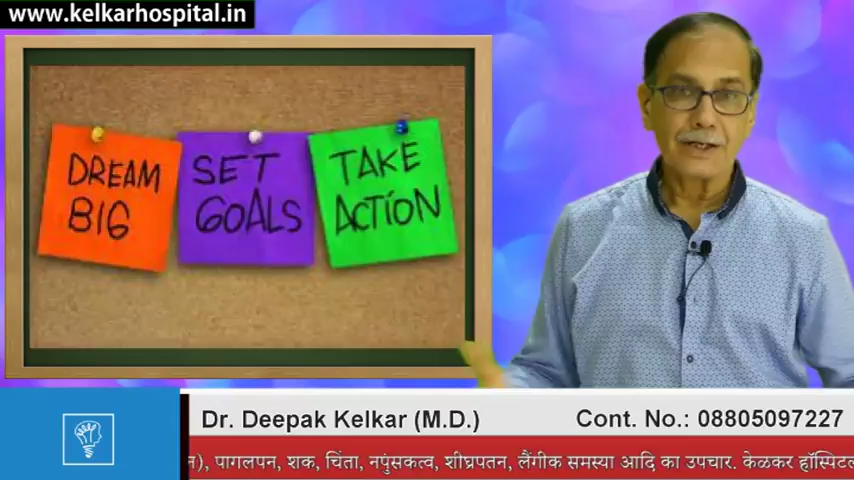 www.kelkarhospital.in
DREAM
BIG
SET
GOALS
TAKE
ACTION
Dr. Deepak Kelkar (M.D.)
Cont. No.: 08805097227
), पागलपन, शक, चिंता, नपुंसकत्व, शीघ्रपतन, लैंगीक समस्या आदि का उपचार. केळकर हॉस्पिटल